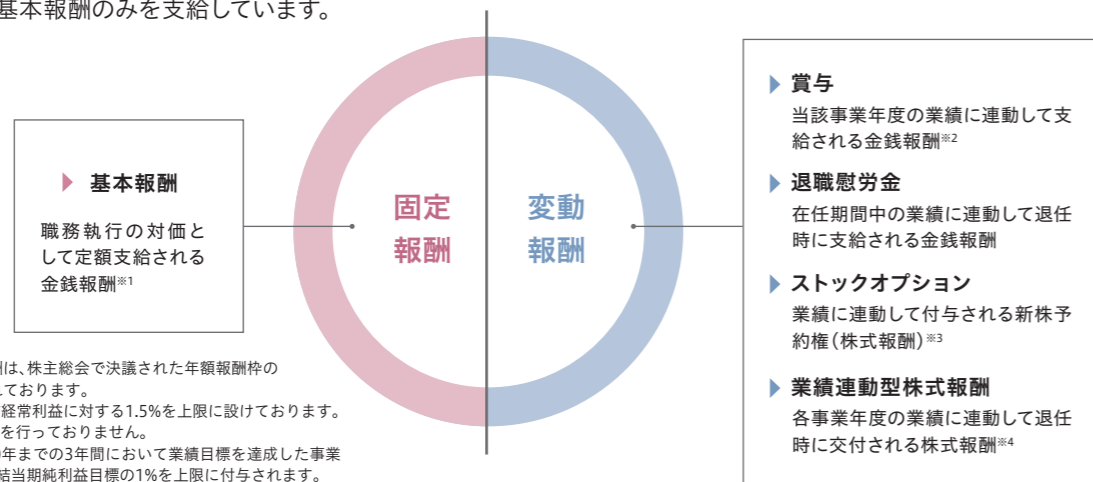 基本報酬のみを支給しています。
基本報酬
職務執行の対価と
して定額支給される
金銭報酬※1
固定
報酬
変動
報酬
賞与
当該事業年度の業績に連動して支
給される金銭報酬※2
退職慰労金
在任期間中の業績に連動して退任
時に支給される金銭報酬
ストックオプション
業績に連動して付与される新株予
約権(株式報酬)※3
業績連動型株式報酬
各事業年度の業績に連動して退任
時に交付される株式報酬※4
は、株主総会で決議された年額報酬枠の
ております。
経常利益に対する1.5%を上限に設けております。
を行っておりません。
年までの3年間において業績目標を達成した事業
当期純利益目標の1%を上限に付与されます。